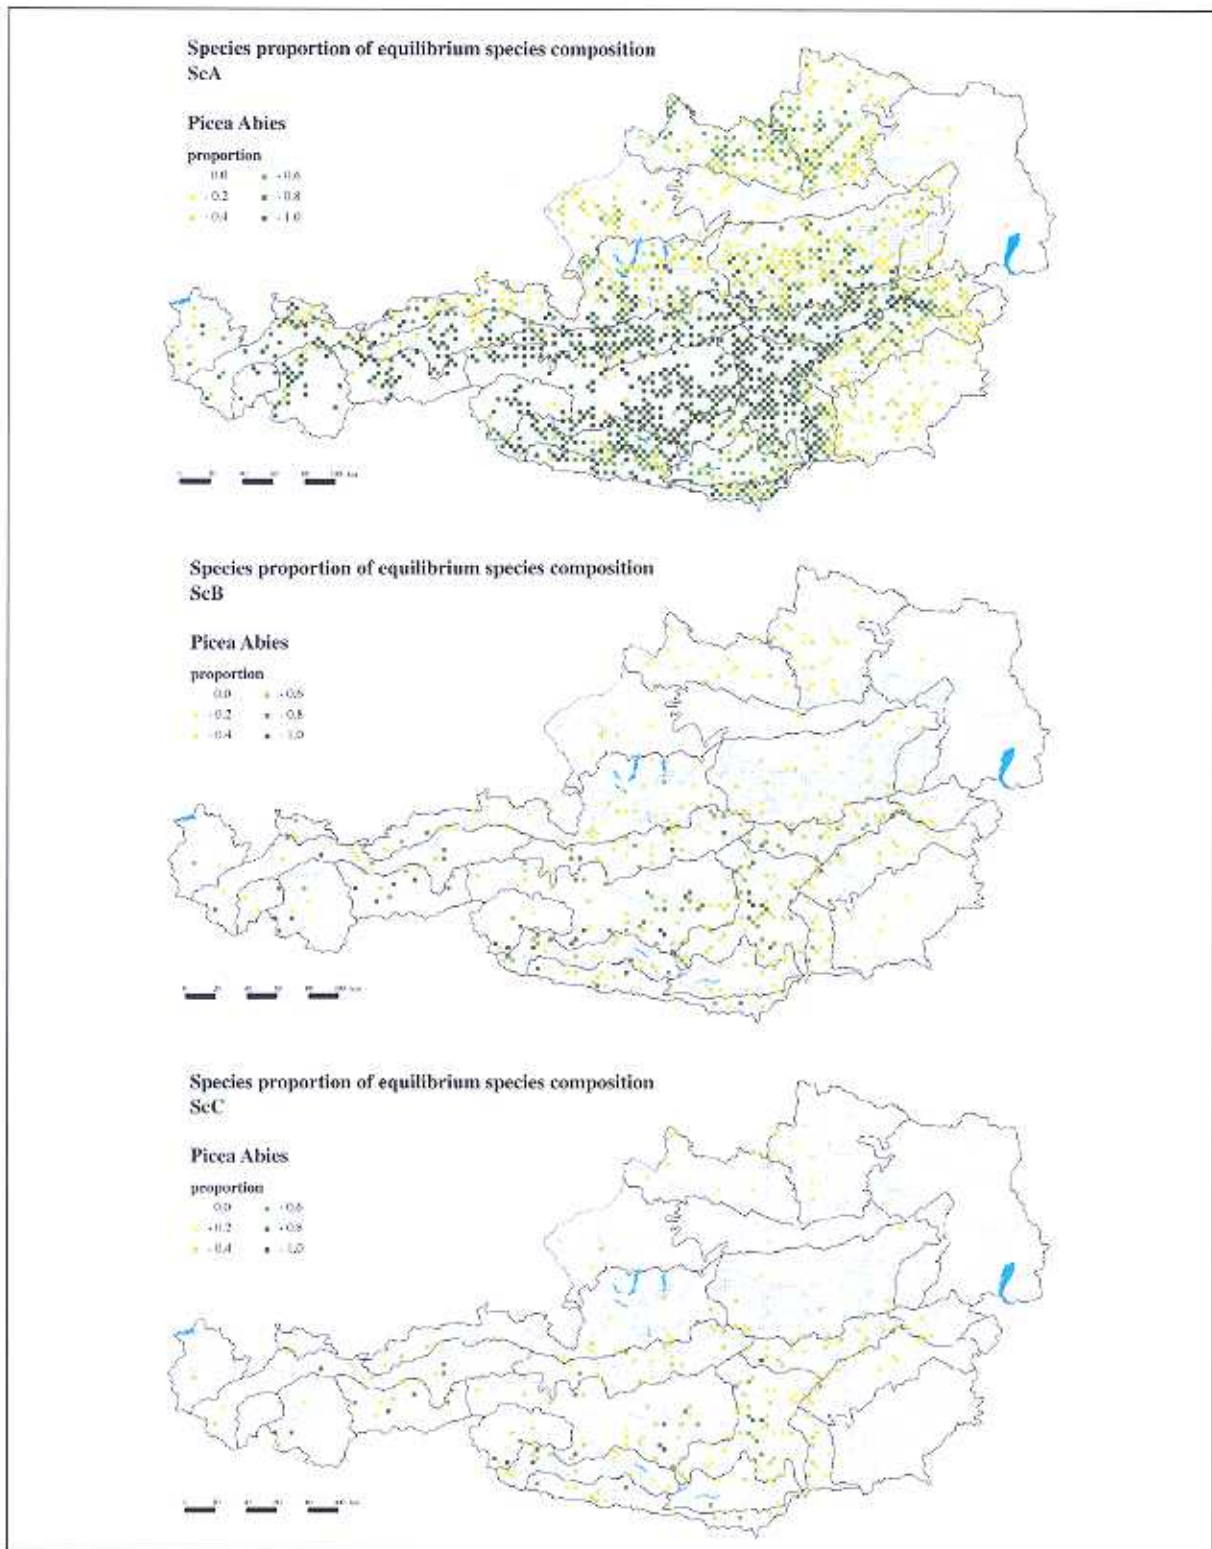 Species proportion of equilibrium species composition
ScA
Picea Abies
proportion
0.0 - 0.6
- 0.2 - 0.8
- 0.4 - 1.0
Species proportion of equilibrium species composition
ScB
Picea Abies
proportion
0.0 - 0.6
- 0.2 - 0.8
- 0.4 - 1.0
Species proportion of equilibrium species composition
ScC
Picea Abies
proportion
0.0 - 0.6
- 0.2 - 0.8
- 0.4 - 1.0